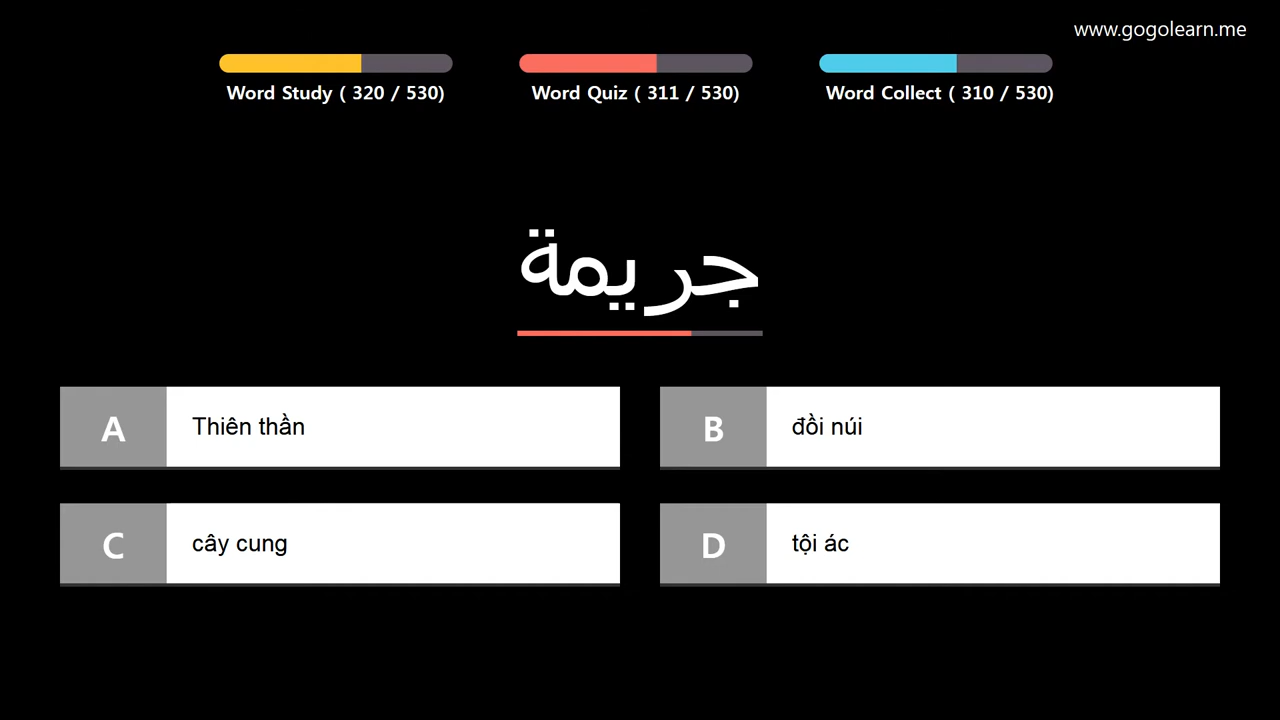 www.gogolearn.me
Word Study ( 320 / 530)
Word Quiz ( 311 / 530)
Word Collect ( 310 / 530)
جريمة
A Thiên thần
B đồi núi
C cây cung
D tội ác